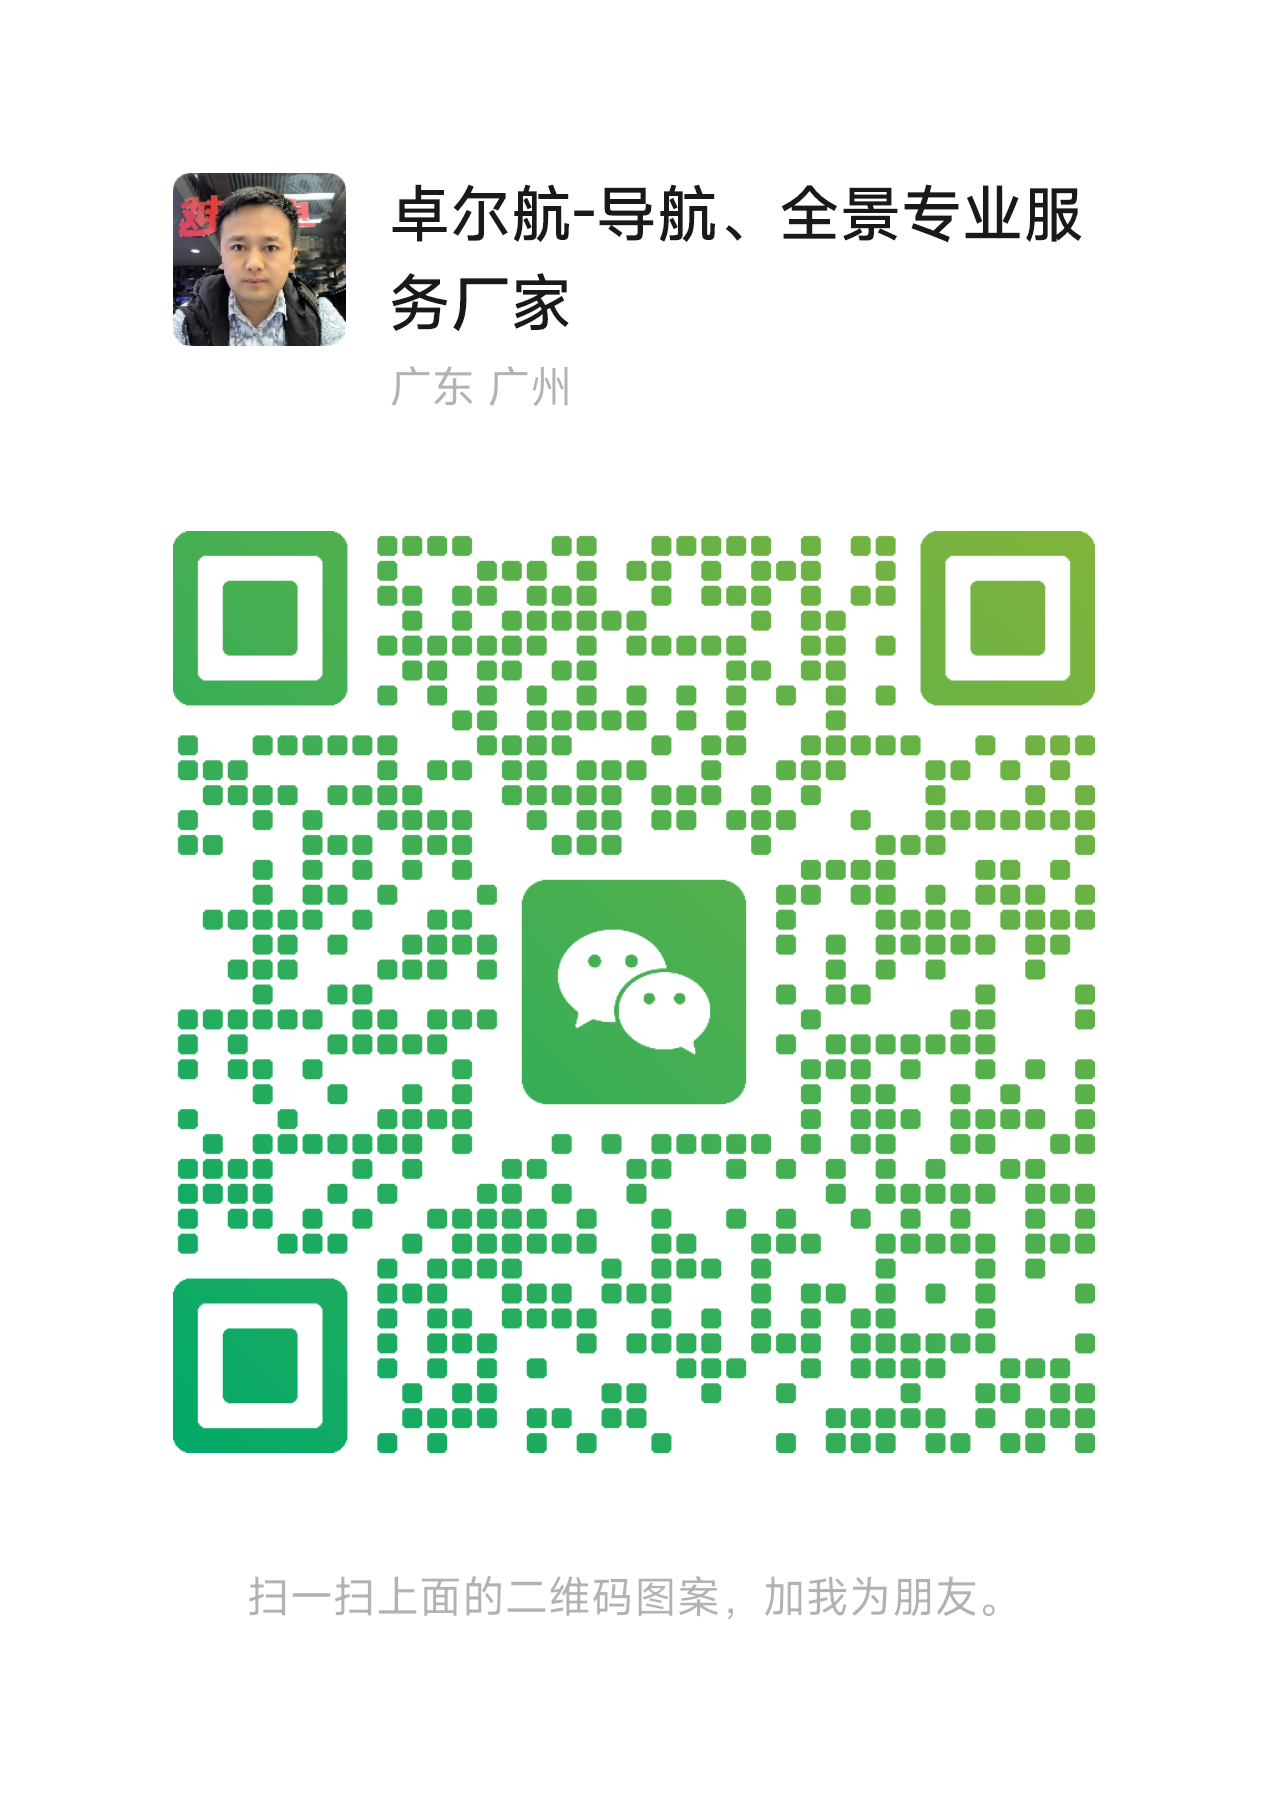 卓尔航-导航、全景专业服
务厂家
广东 广州
扫一扫上面的二维码图案，加我为朋友。